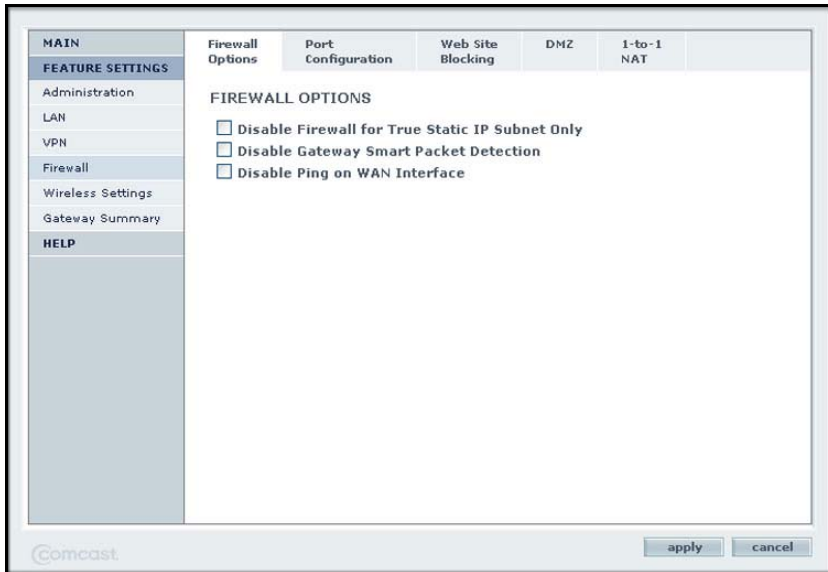 MAIN
FEATURE SETTINGS
Administration
LAN
VPN
Firewall
Wireless Settings
Gateway Summary
HELP
Firewall
Options
Port
Configuration
Web Site
Blocking
DMZ
1-to-1
NAT
FIREWALL OPTIONS
Disable Firewall for True Static IP Subnet Only
Disable Gateway Smart Packet Detection
Disable Ping on WAN Interface
Comcast
apply
cancel